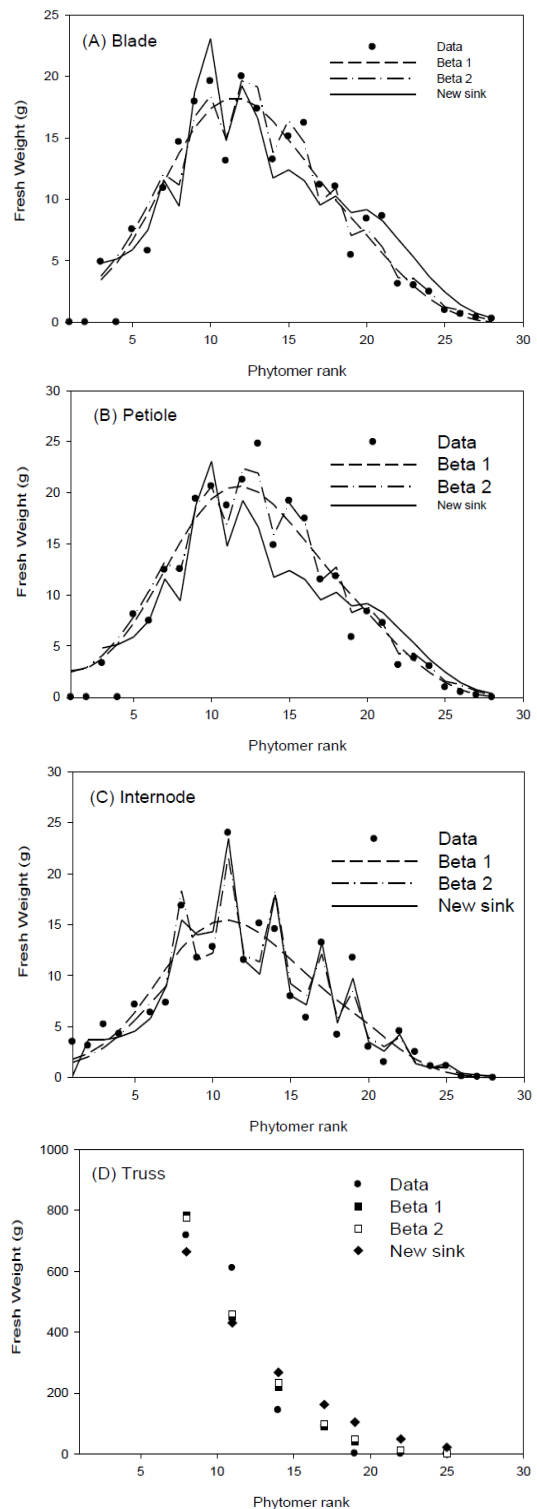 (A) Blade
Data
Beta 1
Beta 2
New sink
Fresh Weight (g)
25
20
15
10
5
0
5
10
15
20
25
30
Phytomer rank
(B) Petiole
Data
Beta 1
Beta 2
New sink
Fresh Weight (g)
30
25
20
15
10
5
0
5
10
15
20
25
30
Phytomer rank
(C) Internode
Data
Beta 1
Beta 2
New sink
Fresh Weight (g)
30
25
20
15
10
5
0
5
10
15
20
25
30
Phytomer rank
(D) Truss
Data
Beta 1
Beta 2
New sink
Fresh Weight (g)
1000
800
600
400
200
0
5
10
15
20
25
30
Phytomer rank